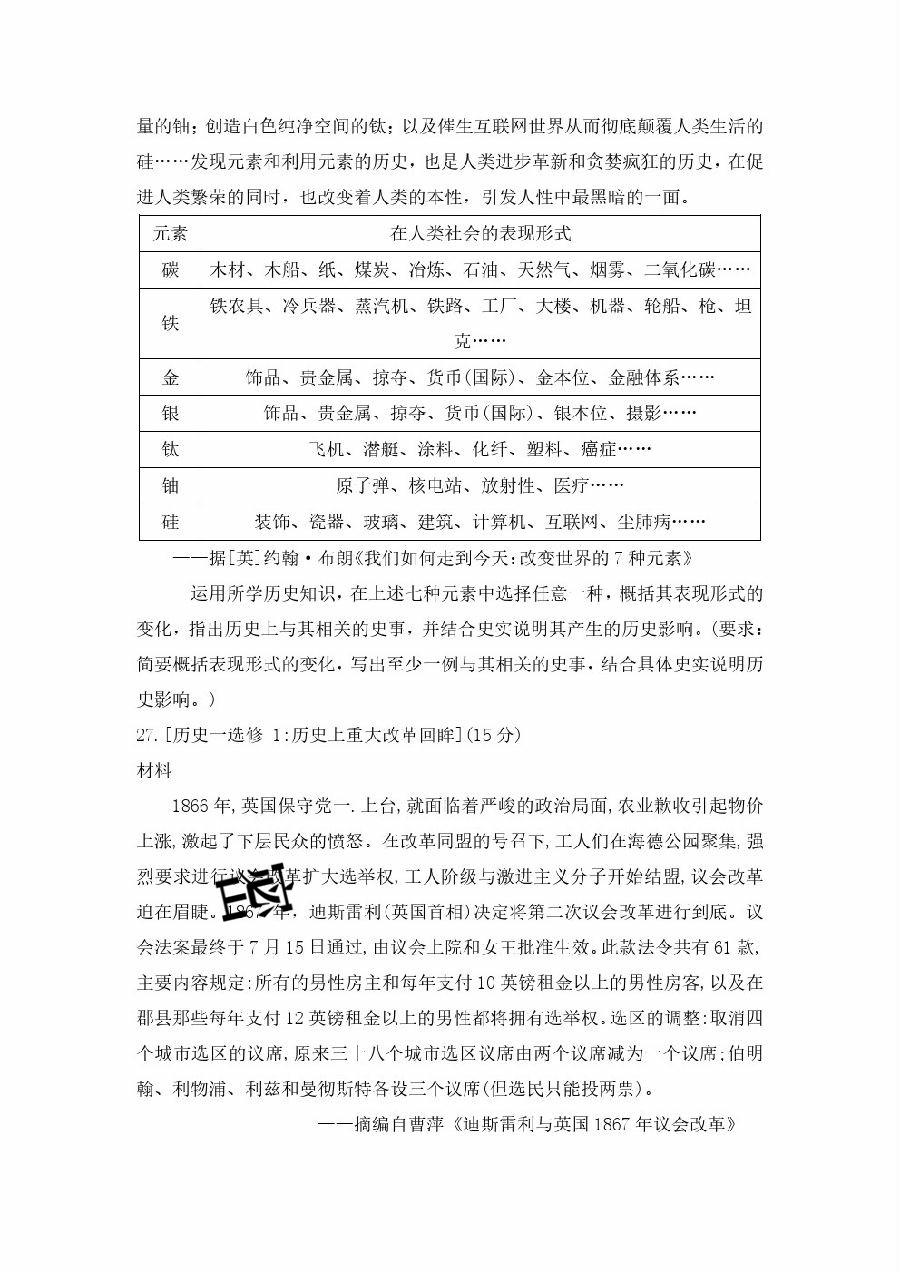 量的铀；创造白色纯净空间的钛；以及催生互联网世界从而彻底颠覆人类生活的
硅……发现元素和利用元素的历史，也是人类进步革新和贪婪疯狂的历史，在促
进人类繁荣的同时，也改变着人类的本性，引发人性中最黑暗的一面。
元素 在人类社会的表现形式
碳 木材、木船、纸、煤炭、冶炼、石油、天然气、烟雾、二氧化碳……
铁 铁农具、冷兵器、蒸汽机、铁路、工厂、大楼、机器、轮船、枪、坦
克……
金 饰品、贵金属、掠夺、货币(国际)、金本位、金融体系……
银 饰品、贵金属、掠夺、货币(国际)、银本位、摄影……
钛 飞机、潜艇、涂料、化纤、塑料、癌症……
铀 原子弹、核电站、放射性、医疗……
硅 装饰、瓷器、玻璃、建筑、计算机、互联网、尘肺病……
——据[英]约翰·布朗《我们如何走到今天:改变世界的7种元素》
运用所学历史知识，在上述七种元素中选择任意一种，概括其表现形式的
变化，指出历史上与其相关的史事，并结合史实说明其产生的历史影响。(要求：
简要概括表现形式的变化，写出至少一例与其相关的史事，结合具体史实说明历
史影响。)
27.[历史一选修 1:历史上重大改革回眸](15分)
材料
1866年,英国保守党一.上台,就面临着严峻的政治局面,农业歉收引起物价
上涨,激起了下层民众的愤怒。在改革同盟的号召下,工人们在海德公园聚集,强
烈要求进行议会改革扩大选举权,工人阶级与激进主义分子开始结盟,议会改革
迫在眉睫。1867年，迪斯雷利(英国首相)决定将第二次议会改革进行到底。议
会法案最终于7月15日通过,由议会上院和女王批准生效。此款法令共有61款,
主要内容规定:所有的男性房主和每年支付10英镑租金以上的男性房客,以及在
郡县那些每年支付12英镑租金以上的男性都将拥有选举权。选区的调整:取消四
个城市选区的议席,原来三十八个城市选区议席由两个议席减为一个议席;伯明
翰、利物浦、利兹和曼彻斯特各设三个议席(但选民只能投两票)。
——摘编自曹萍《迪斯雷利与英国1867年议会改革》